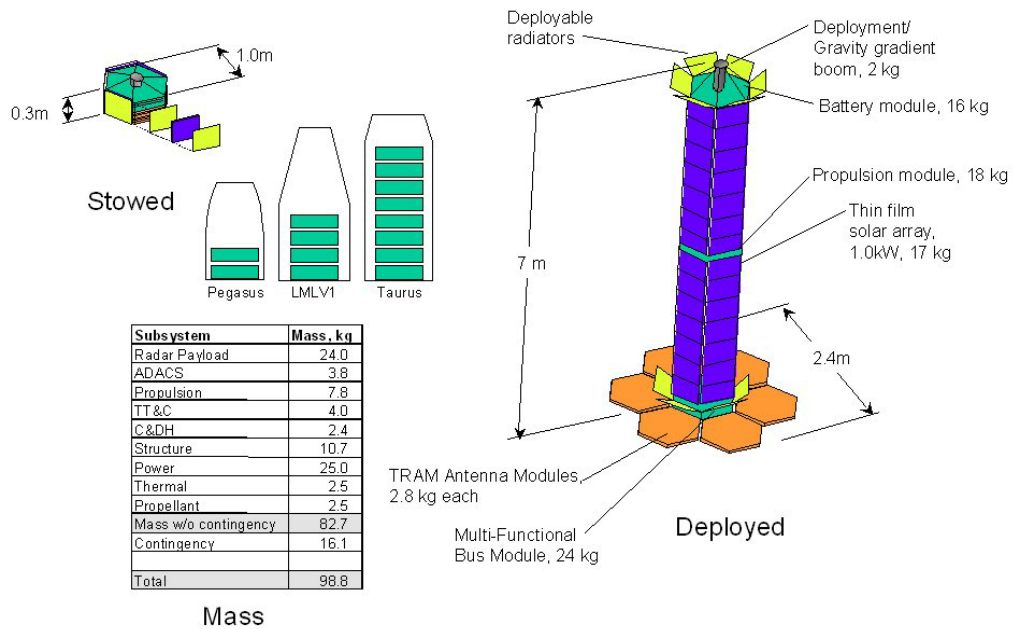 1.0m
0.3m
Stowed
Pegasus
LMLV1
Taurus
Subsystem Mass, kg
Radar Payload 24.0
ADACS 3.8
Propulsion 7.8
TT&C 4.0
C&DH 2.4
Structure 10.7
Power 25.0
Thermal 2.5
Propellant 2.5
Mass w/o contingency 82.7
Contingency 16.1
Total 98.8
Mass
Deployable
radiators
Deployment/
Gravity gradient
boom, 2 kg
Battery module, 16 kg
Propulsion module, 18 kg
Thin film
solar array,
1.0kW, 17 kg
7 m
2.4m
TRAM Antenna Modules,
2.8 kg each
Multi-Functional
Bus Module, 24 kg
Deployed